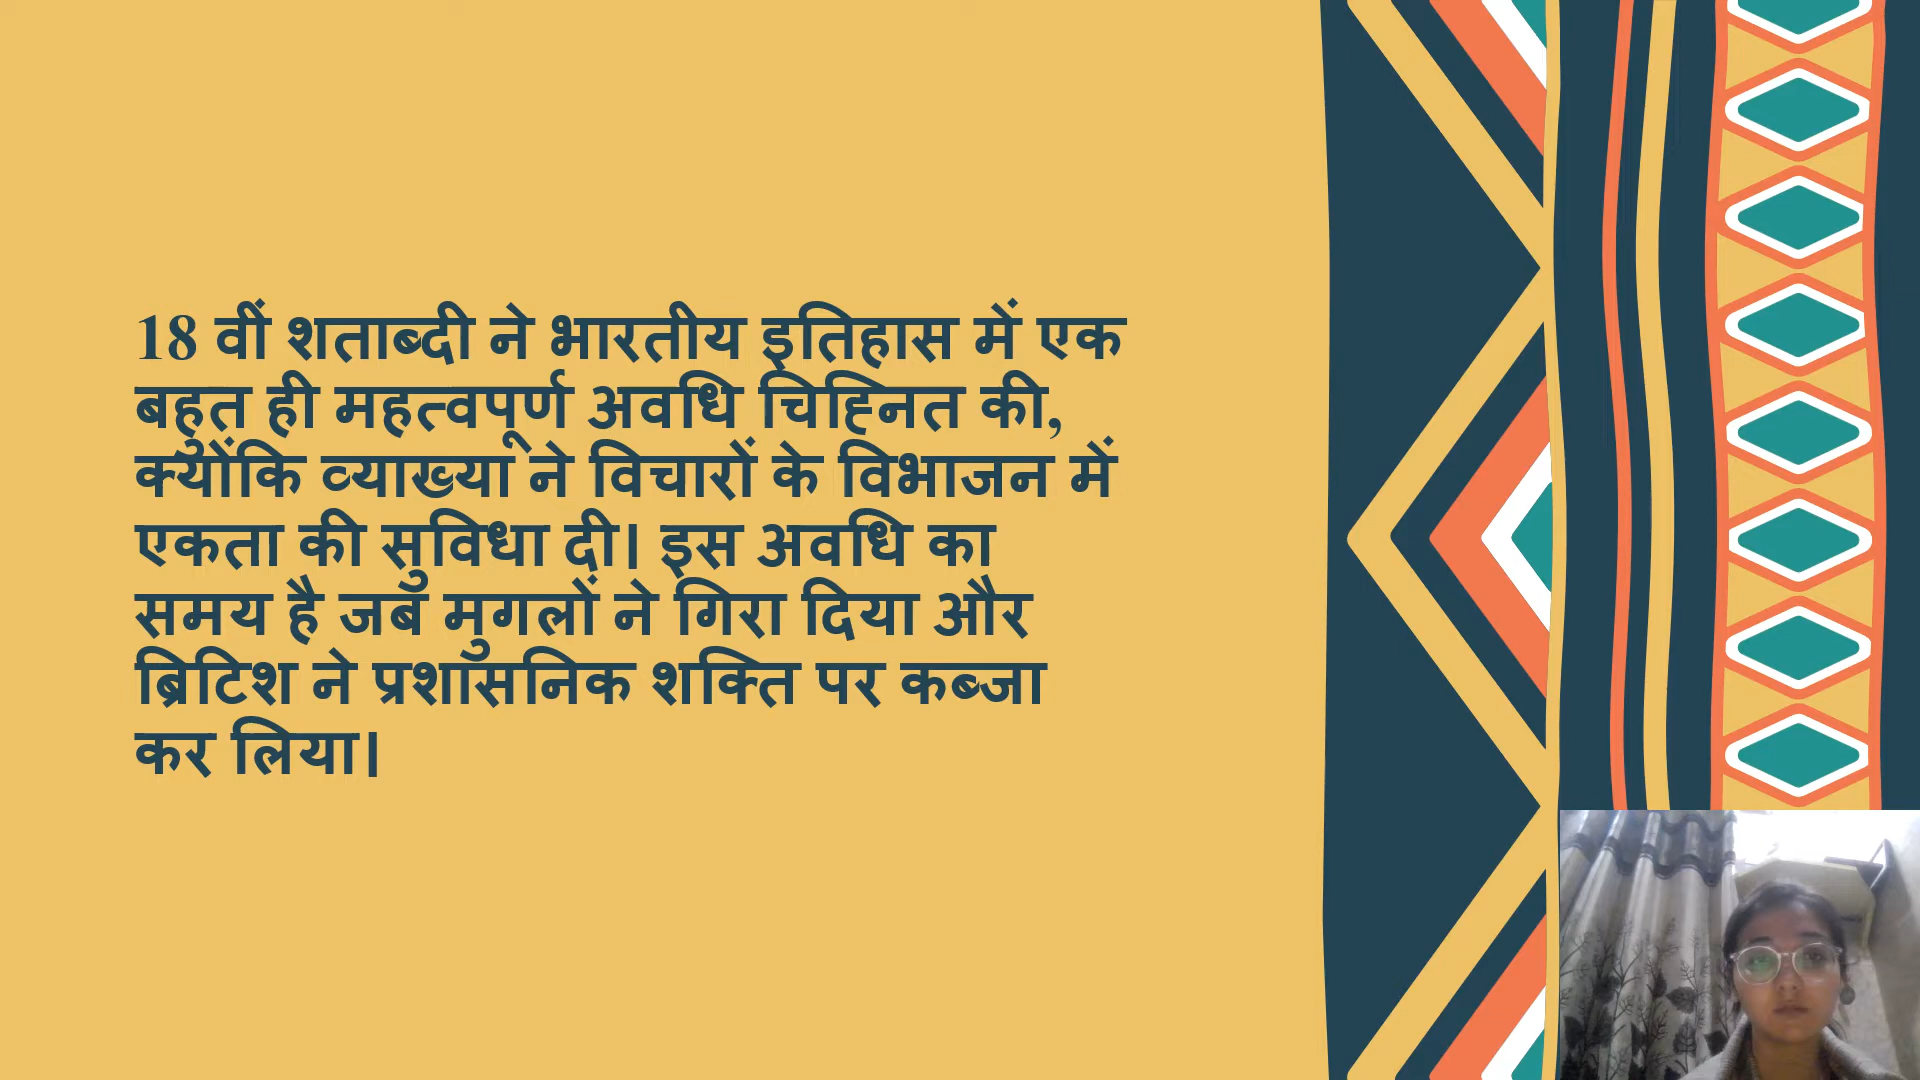 18 वीं शताब्दी ने भारतीय इतिहास में एक
बहुत ही महत्वपूर्ण अवधि चिह्नित की,
क्योंकि व्याख्या ने विचारों के विभाजन में
एकता की सुविधा दी। इस अवधि का
समय है जब मुगलों ने गिरा दिया और
ब्रिटिश ने प्रशासनिक शक्ति पर कब्जा
कर लिया।